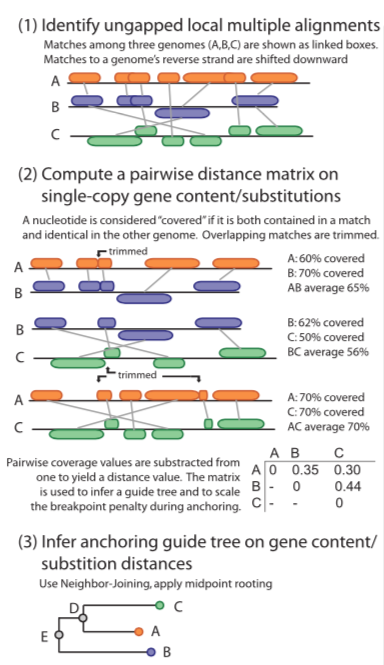 (1) Identify ungapped local multiple alignments
Matches among three genomes (A,B,C) are shown as linked boxes.
Matches to a genome's reverse strand are shifted downward
A
B
C
(2) Compute a pairwise distance matrix on
single-copy gene content/substitutions
A nucleotide is considered "covered" if it is both contained in a match
and identical in the other genome. Overlapping matches are trimmed.
trimmed
A
B
A: 60% covered
B: 70% covered
AB average 65%
B
C
B: 62% covered
C: 50% covered
BC average 56%
trimmed
A
C
A: 70% covered
C: 70% covered
AC average 70%
Pairwise coverage values are substracted from
one to yield a distance value. The matrix
is used to infer a guide tree and to scale
the breakpoint penalty during anchoring.
A B C
A 0 0.35 0.30
B - 0 0.44
C - - 0
(3) Infer anchoring guide tree on gene content/
substition distances
Use Neighbor-Joining, apply midpoint rooting
D
C
E
A
B